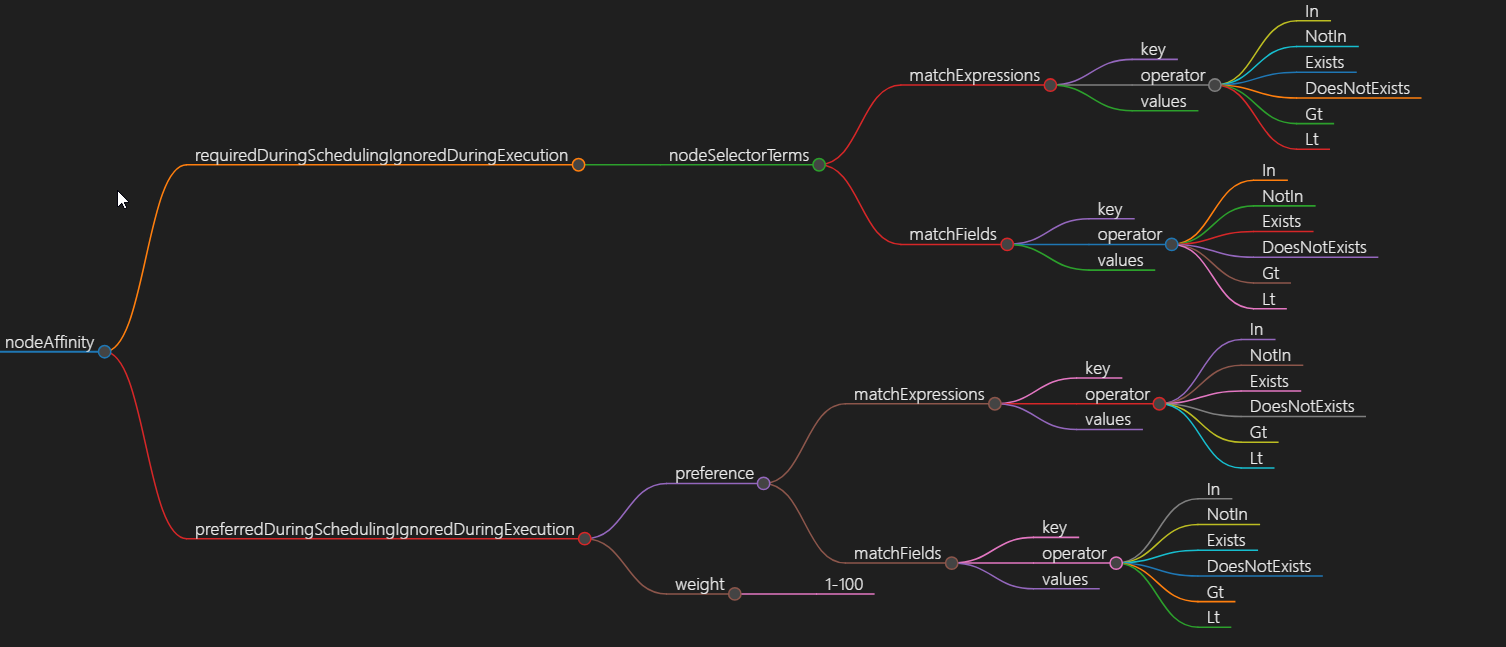 nodeAffinity
requiredDuringSchedulingIgnoredDuringExecution
nodeSelectorTerms
matchExpressions
key
operator
In
NotIn
Exists
DoesNotExists
Gt
Lt
values
matchFields
key
operator
In
NotIn
Exists
DoesNotExists
Gt
Lt
values
preferredDuringSchedulingIgnoredDuringExecution
preference
matchExpressions
key
operator
In
NotIn
Exists
DoesNotExists
Gt
Lt
values
matchFields
key
operator
In
NotIn
Exists
DoesNotExists
Gt
Lt
values
weight
1-100